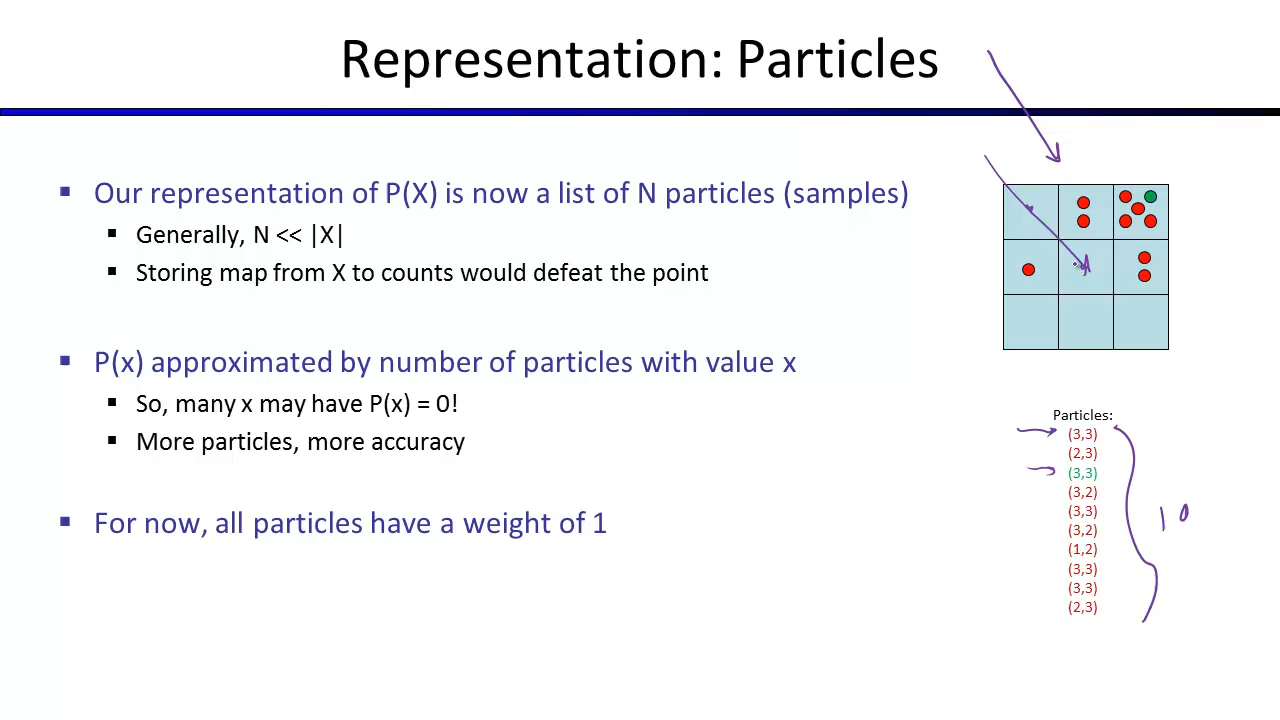 Representation: Particles
▪ Our representation of P(X) is now a list of N particles (samples)
▪ Generally, N << |X|
▪ Storing map from X to counts would defeat the point
▪ P(x) approximated by number of particles with value x
▪ So, many x may have P(x) = 0!
▪ More particles, more accuracy
▪ For now, all particles have a weight of 1
Particles:
(3,3)
(2,3)
(3,3)
(3,2)
(3,3)
(3,2)
(1,2)
(3,3)
(3,3)
(2,3)
10